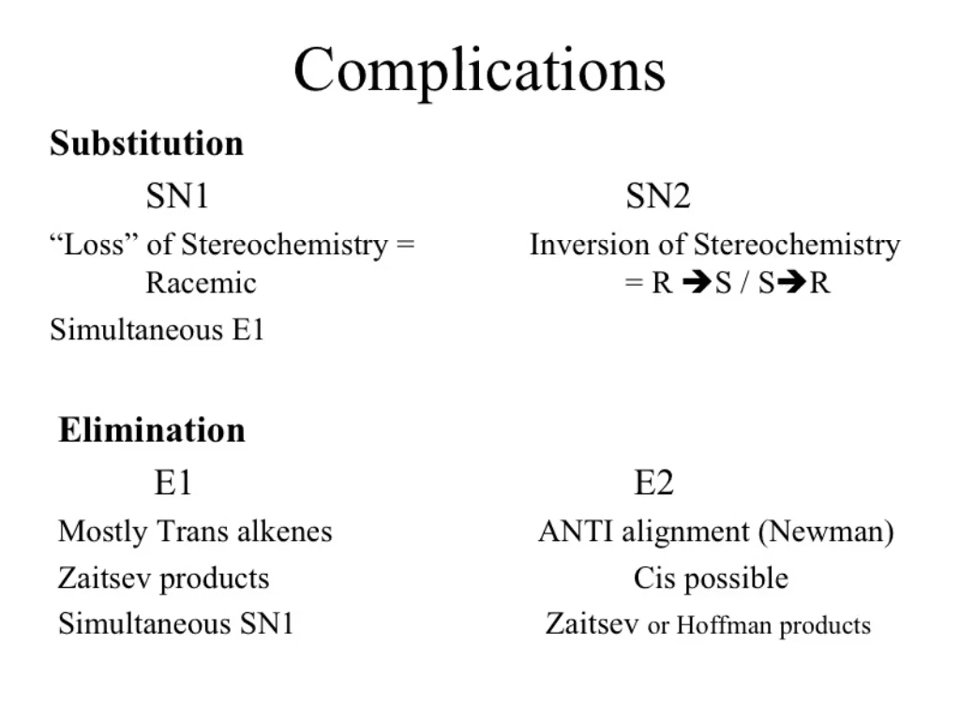 Complications
Substitution
SN1
SN2
“Loss” of Stereochemistry =
Racemic
Inversion of Stereochemistry
= R ➔S / S➔R
Simultaneous E1
Elimination
E1
E2
Mostly Trans alkenes
ANTI alignment (Newman)
Zaitsev products
Cis possible
Simultaneous SN1
Zaitsev or Hoffman products